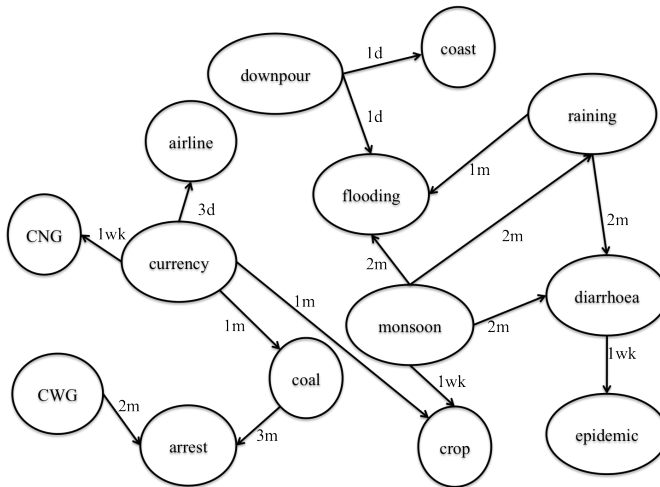 coast
1d
downpour
1d
raining
airline
1m
flooding
3d
2m
CNG
1wk
2m
currency
2m
diarrhoea
1m
monsoon
2m
1m
1wk
coal
1wk
CWG
2m
3m
arrest
crop
epidemic